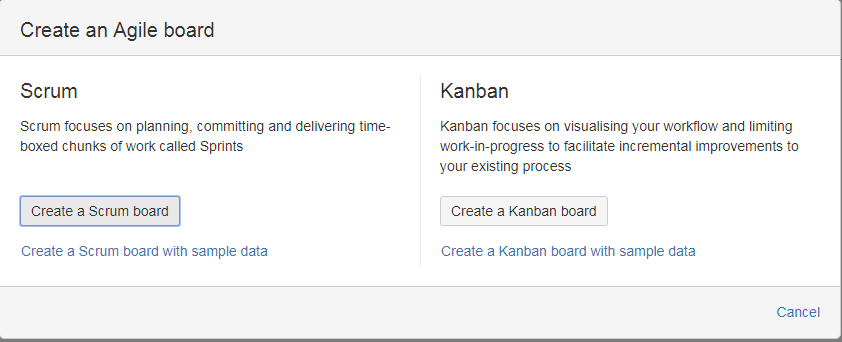 Create an Agile board
Scrum
Scrum focuses on planning, committing and delivering time-
boxed chunks of work called Sprints
Create a Scrum board
Create a Scrum board with sample data
Kanban
Kanban focuses on visualising your workflow and limiting
work-in-progress to facilitate incremental improvements to
your existing process
Create a Kanban board
Create a Kanban board with sample data
Cancel